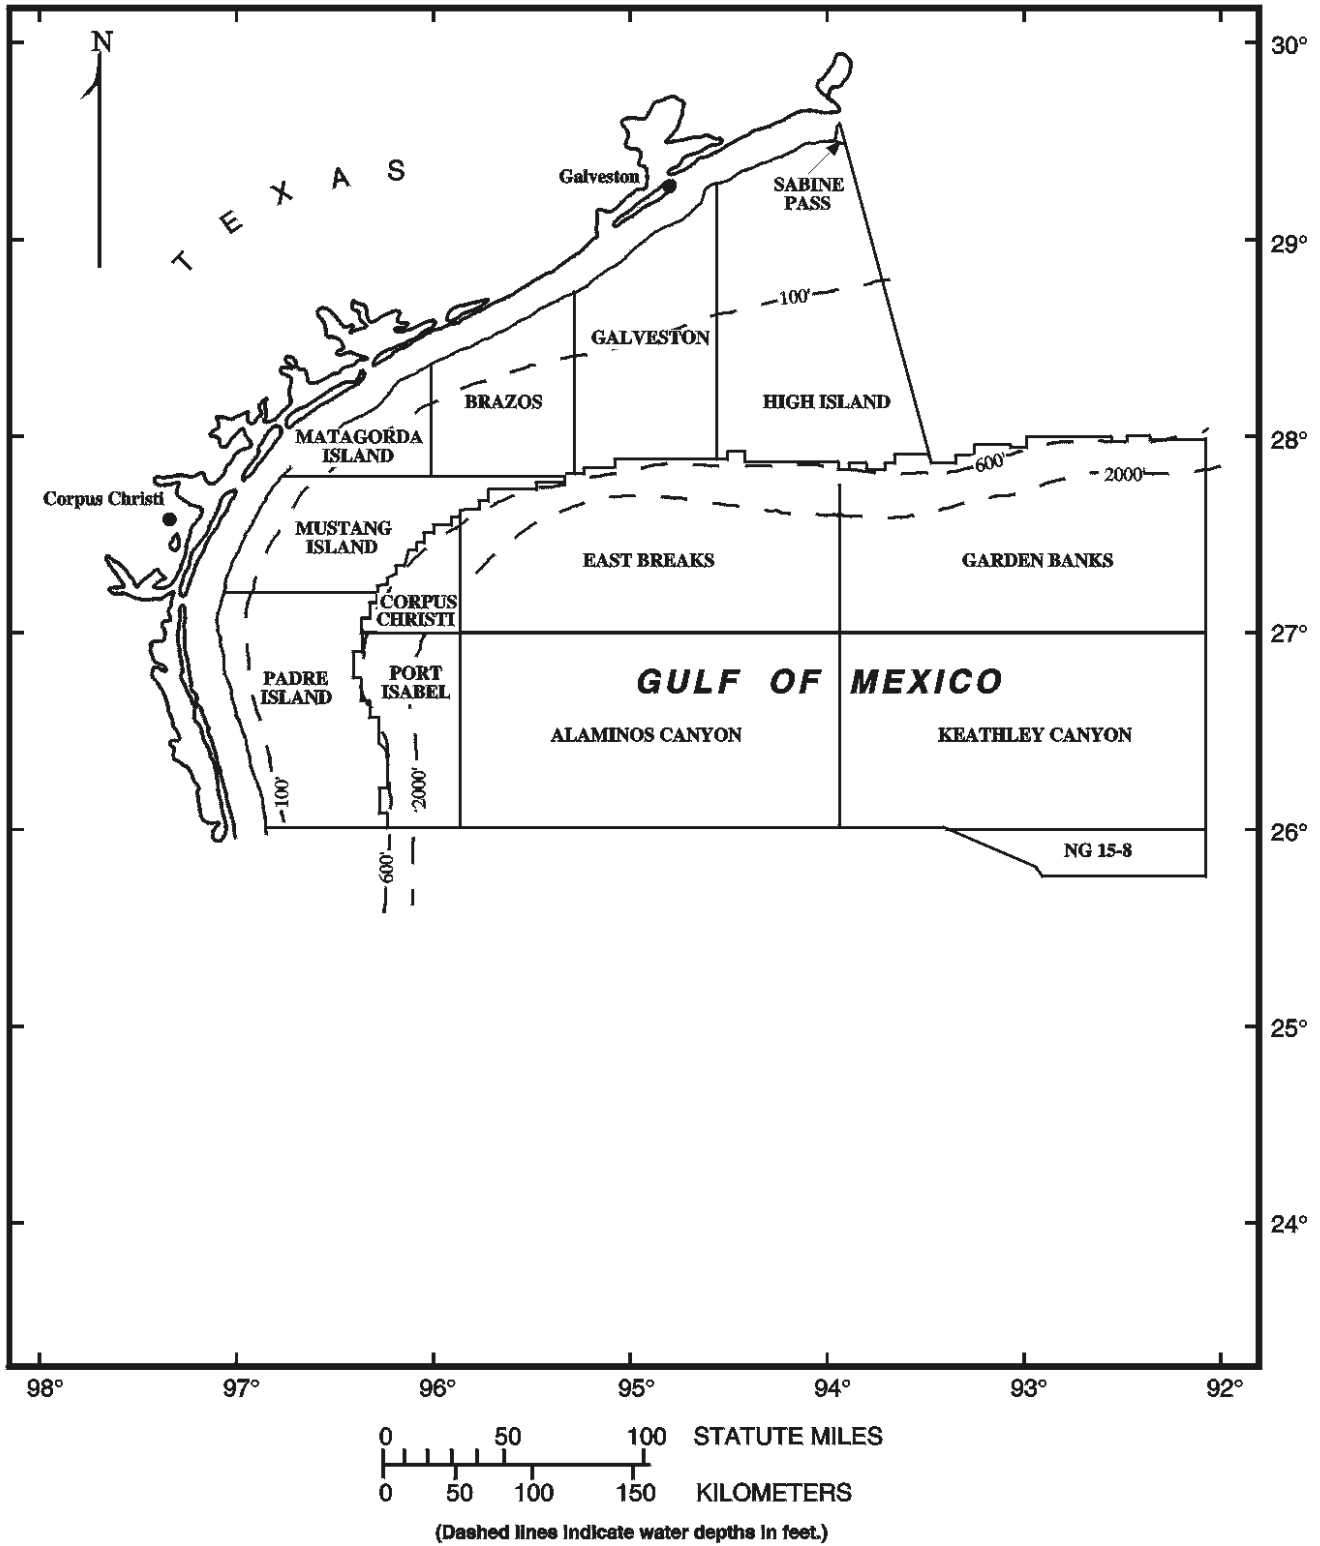 N
30°
TEXAS
Galveston
SABINE
PASS
29°
100'
GALVESTON
BRAZOS
HIGH ISLAND
MATAGORDA
ISLAND
28°
600'
2000'
Corpus Christi
MUSTANG
ISLAND
EAST BREAKS
GARDEN BANKS
CORPUS
CHRISTI
27°
PADRE
ISLAND
PORT
ISABEL
GULF OF MEXICO
ALAMINOS CANYON
KEATHLEY CANYON
100'
2000'
600'
26°
NG 15-8
25°
24°
98° 97° 96° 95° 94° 93° 92°
0 50 100 STATUTE MILES
0 50 100 150 KILOMETERS
(Dashed lines indicate water depths in feet.)